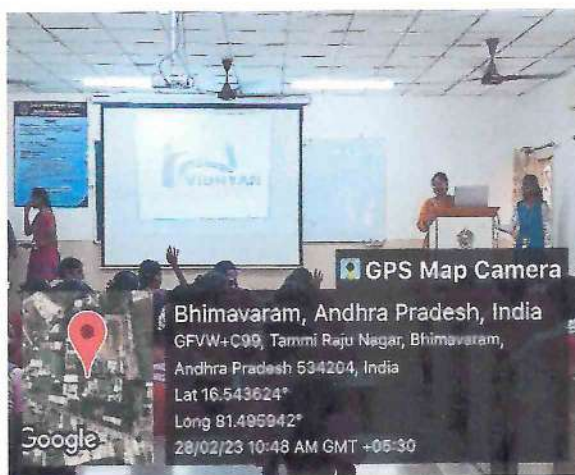 VIDHYAN
GPS Map Camera
Bhimavaram, Andhra Pradesh, India
GFVW+C99, Tammi Raju Nagar, Bhimavaram,
Andhra Pradesh 534204, India
Lat 16.543624°
Long 81.495942°
28/02/23 10:48 AM GMT +05:30
Google